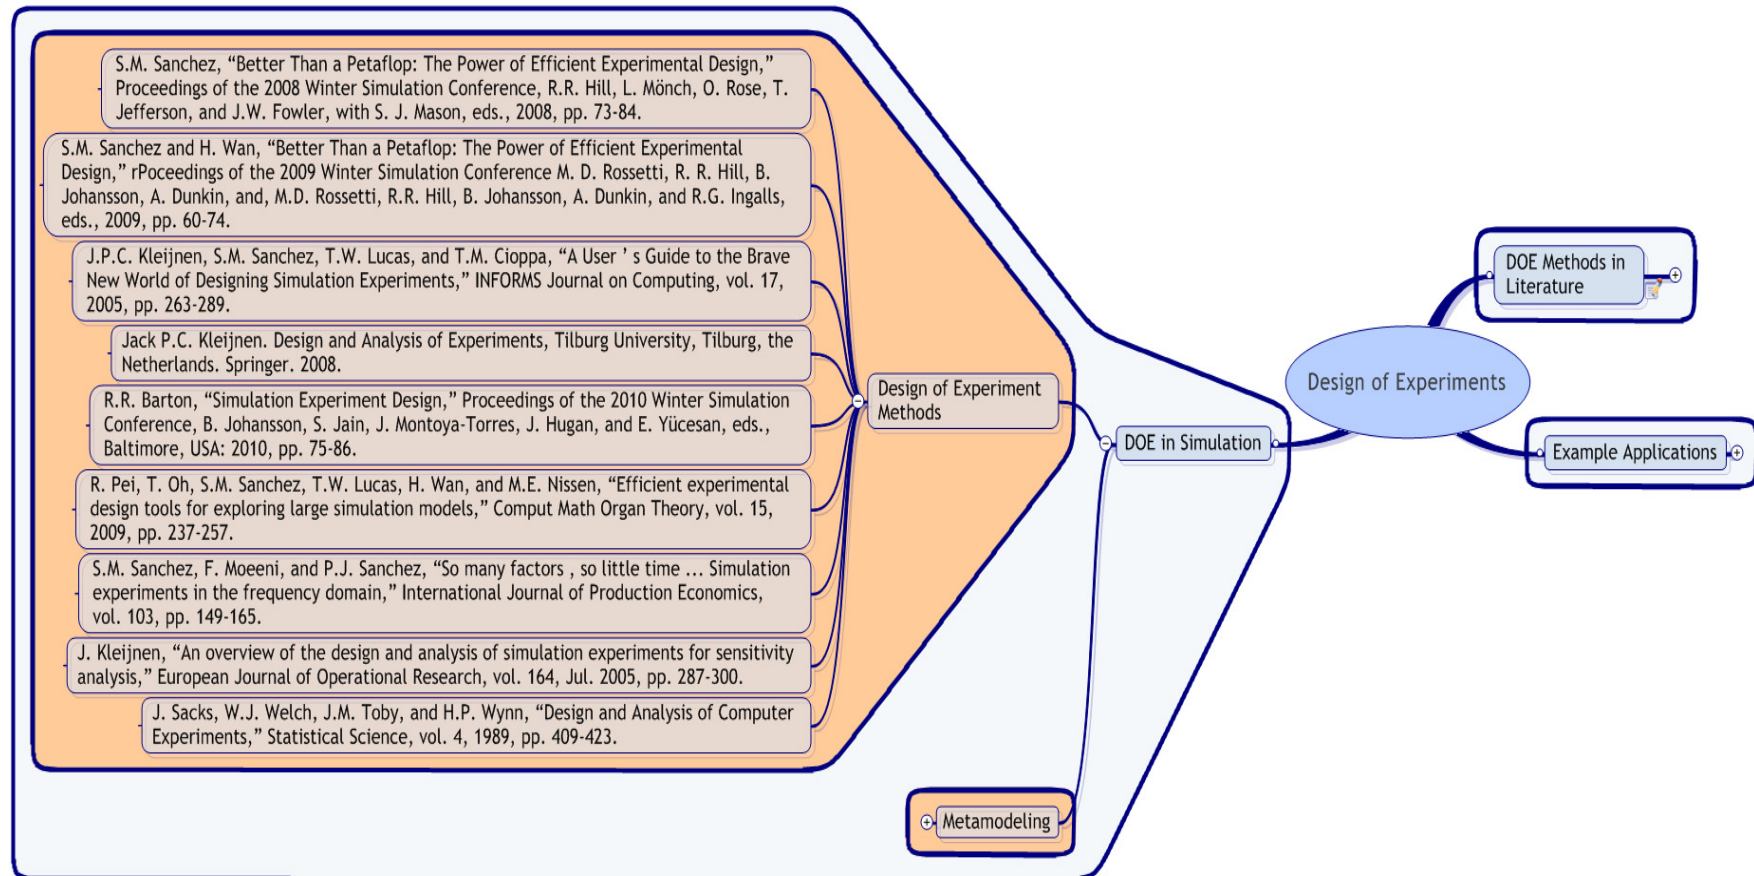 S.M. Sanchez, “Better Than a Petaflop: The Power of Efficient Experimental Design,”
Proceedings of the 2008 Winter Simulation Conference, R.R. Hill, L. Mönch, O. Rose, T.
Jefferson, and J.W. Fowler, with S. J. Mason, eds., 2008, pp. 73-84.
S.M. Sanchez and H. Wan, “Better Than a Petaflop: The Power of Efficient Experimental
Design,” rPoceedings of the 2009 Winter Simulation Conference M. D. Rossetti, R. R. Hill, B.
Johansson, A. Dunkin, and, M.D. Rossetti, R.R. Hill, B. Johansson, A. Dunkin, and R.G. Ingalls,
eds., 2009, pp. 60-74.
J.P.C. Kleijnen, S.M. Sanchez, T.W. Lucas, and T.M. Cioppa, “A User ’ s Guide to the Brave
New World of Designing Simulation Experiments,” INFORMS Journal on Computing, vol. 17,
2005, pp. 263-289.
Jack P.C. Kleijnen. Design and Analysis of Experiments, Tilburg University, Tilburg, the
Netherlands. Springer. 2008.
R.R. Barton, “Simulation Experiment Design,” Proceedings of the 2010 Winter Simulation
Conference, B. Johansson, S. Jain, J. Montoya-Torres, J. Hugan, and E. Yücesan, eds.,
Baltimore, USA: 2010, pp. 75-86.
R. Pei, T. Oh, S.M. Sanchez, T.W. Lucas, H. Wan, and M.E. Nissen, “Efficient experimental
design tools for exploring large simulation models,” Comput Math Organ Theory, vol. 15,
2009, pp. 237-257.
S.M. Sanchez, F. Moeeni, and P.J. Sanchez, “So many factors , so little time ... Simulation
experiments in the frequency domain,” International Journal of Production Economics,
vol. 103, pp. 149-165.
J. Kleijnen, “An overview of the design and analysis of simulation experiments for sensitivity
analysis,” European Journal of Operational Research, vol. 164, Jul. 2005, pp. 287-300.
J. Sacks, W.J. Welch, J.M. Toby, and H.P. Wynn, “Design and Analysis of Computer
Experiments,” Statistical Science, vol. 4, 1989, pp. 409-423.
Design of Experiment
Methods
Metamodeling
DOE in Simulation
Design of Experiments
DOE Methods in
Literature
Example Applications